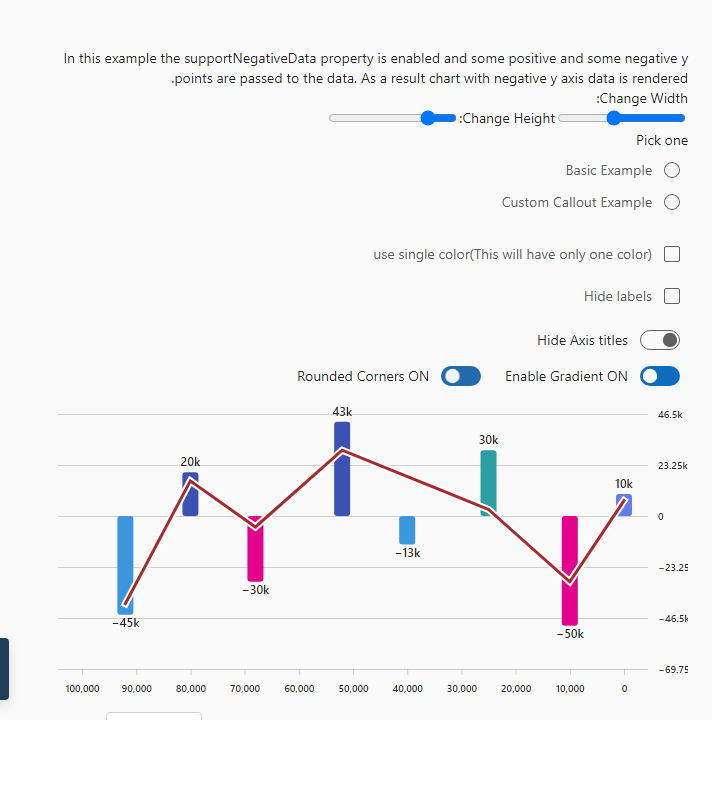 In this example the supportNegativeData property is enabled and some positive and some negative y
.points are passed to the data. As a result chart with negative y axis data is rendered
:Change Width
:Change Height
Pick one
Basic Example
Custom Callout Example
use single color(This will have only one color)
Hide labels
Hide Axis titles
Rounded Corners ON Enable Gradient ON
43k
46.5k
30k
20k
23.25k
10k
0
−13k
−23.25
−30k
−45k
−46.5k
−50k
−69.75
100,000 90,000 80,000 70,000 60,000 50,000 40,000 30,000 20,000 10,000 0